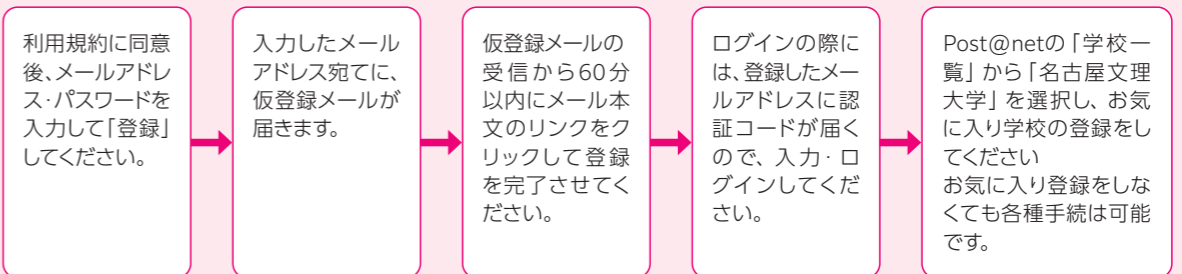 利用規約に同意
後、メールアドレ
ス・パスワードを
入力して「登録」
してください。
入力したメール
アドレス宛てに、
仮登録メールが
届きます。
仮登録メールの
受信から60分
以内にメール本
文のリンクをク
リックして登録
を完了させてく
ださい。
ログインの際に
は、登録したメー
ルアドレスに認
証コードが届く
ので、入力・ロ
グインしてくだ
さい。
Post@netの「学校一
覧」から「名古屋文理
大学」を選択し、お気
に入り学校の登録をし
てください
お気に入り登録をしな
くても各種手続は可能
です。